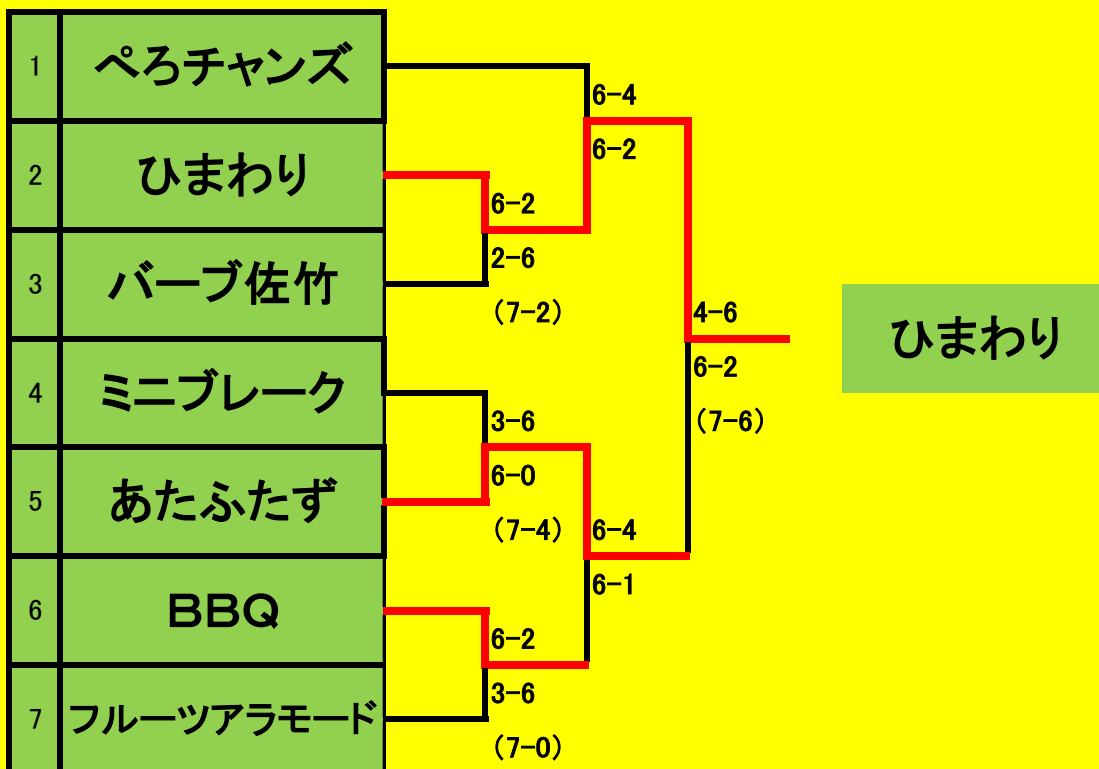 1 ぺろチャンズ
6-4
2 ひまわり
6-2
6-2
3 バーブ佐竹
2-6
(7-2)
4-6
ひまわり
4 ミニブレーク
6-2
3-6
(7-6)
5 あたふたず
6-0
(7-4)
6-4
6 BBQ
6-1
6-2
7 フルーツアラモード
3-6
(7-0)